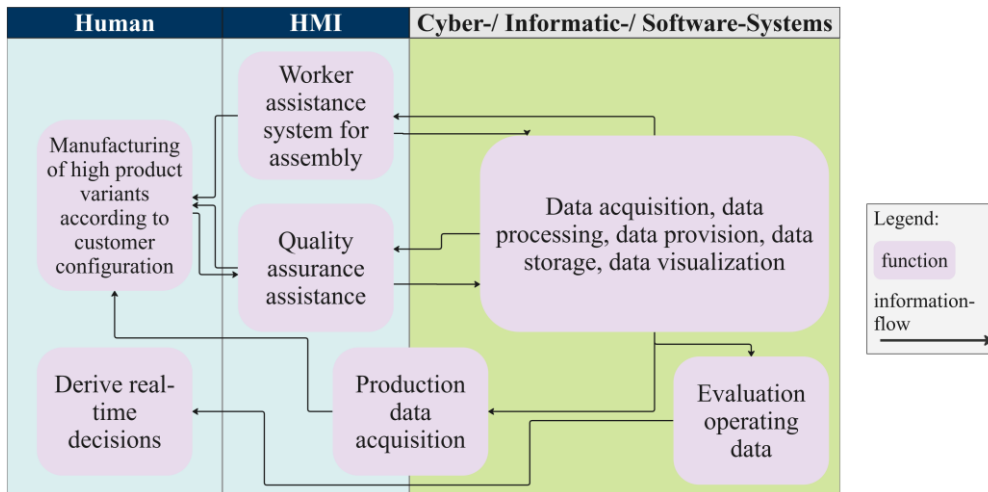 Human
HMI
Cyber-/ Informatic-/ Software-Systems
Worker
assistance
system for
assembly
Manufacturing
of high product
variants
according to
customer
configuration
Data acquisition, data
processing, data provision, data
storage, data visualization
Quality
assurance
assistance
Derive real-
time
decisions
Production
data
acquisition
Evaluation
operating
data
Legend:
function
information-
flow